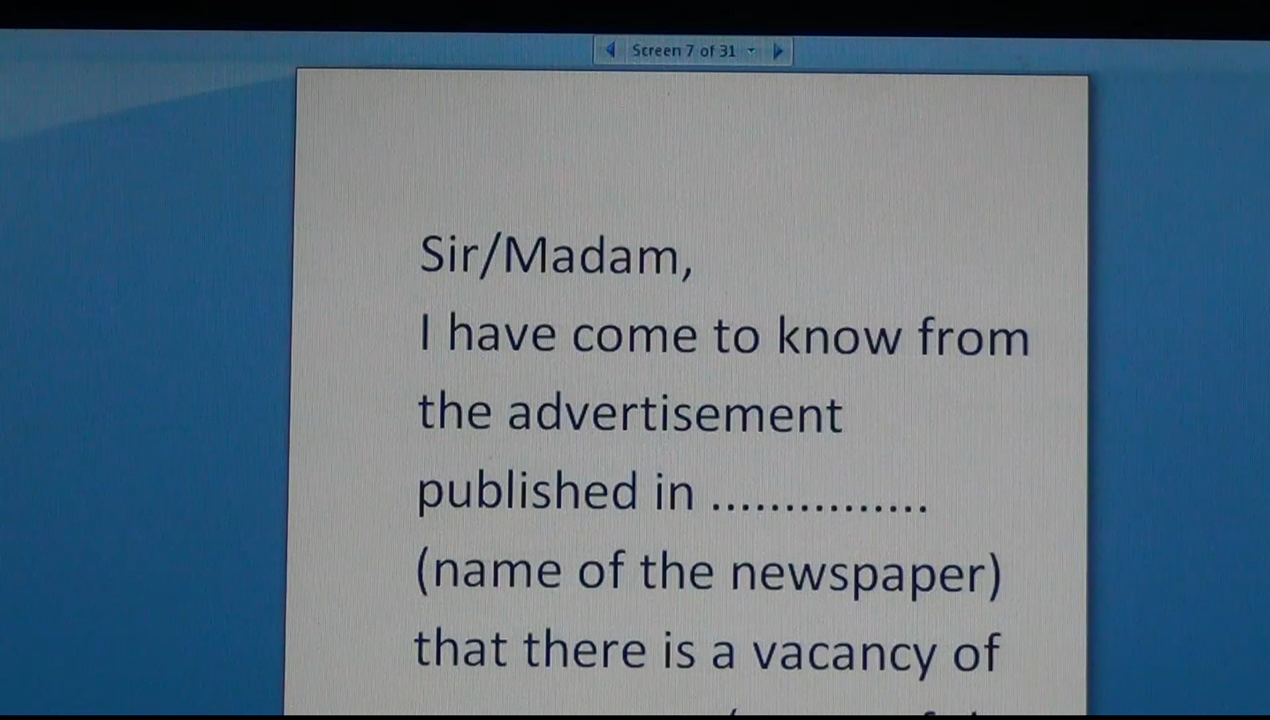 Screen 7 of 31
Sir/Madam,
I have come to know from
the advertisement
published in ...............
(name of the newspaper)
that there is a vacancy of